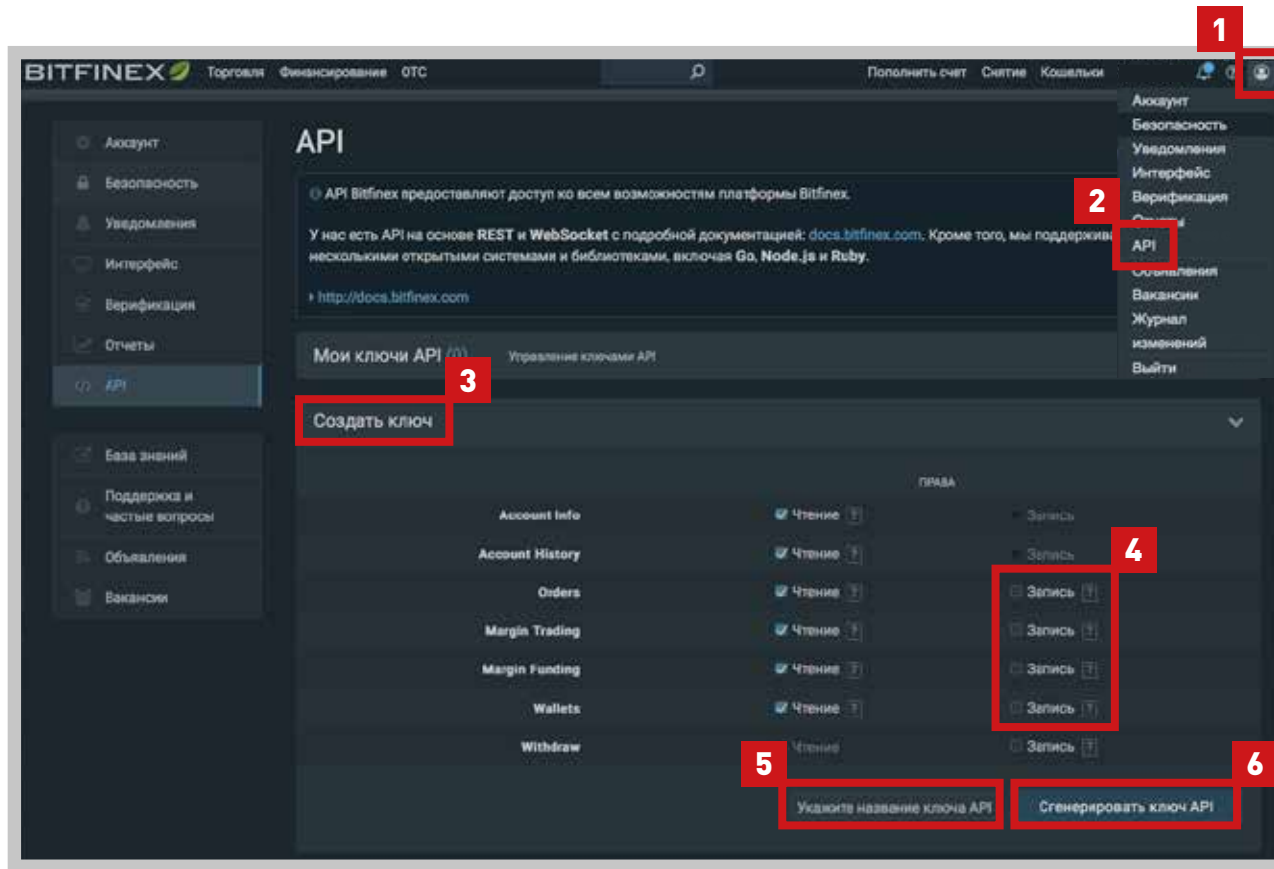 1
BITFINEX Торговля Финансирование OTC Пополнить счет Снятие Кошельки
Аккаунт
Безопасность
Уведомления
Интерфейс
Верификация
2
Отчеты
API
Объявления
Вакансии
Журнал
изменений
Выйти
Аккаунт
Безопасность
Уведомления
Интерфейс
Верификация
Отчеты
API
База знаний
Поддержка и
частые вопросы
Объявления
Вакансии
API
API Bitfinex предоставляют доступ ко всем возможностям платформы Bitfinex.
У нас есть API на основе REST и WebSocket с подробной документацией: docs.bitfinex.com. Кроме того, мы поддержива
несколькими открытыми системами и библиотеками, включая Go, Node.js и Ruby.
http://docs.bitfinex.com
Мои ключи API (0) Управление ключами API
3
Создать ключ
ПРАВА
Account Info Чтение ? Запись
Account History Чтение ? Запись
4
Orders Чтение ? Запись ?
Margin Trading Чтение ? Запись ?
Margin Funding Чтение ? Запись ?
Wallets Чтение ? Запись ?
Withdraw Чтение Запись ?
5 6
Укажите название ключа API Сгенерировать ключ API